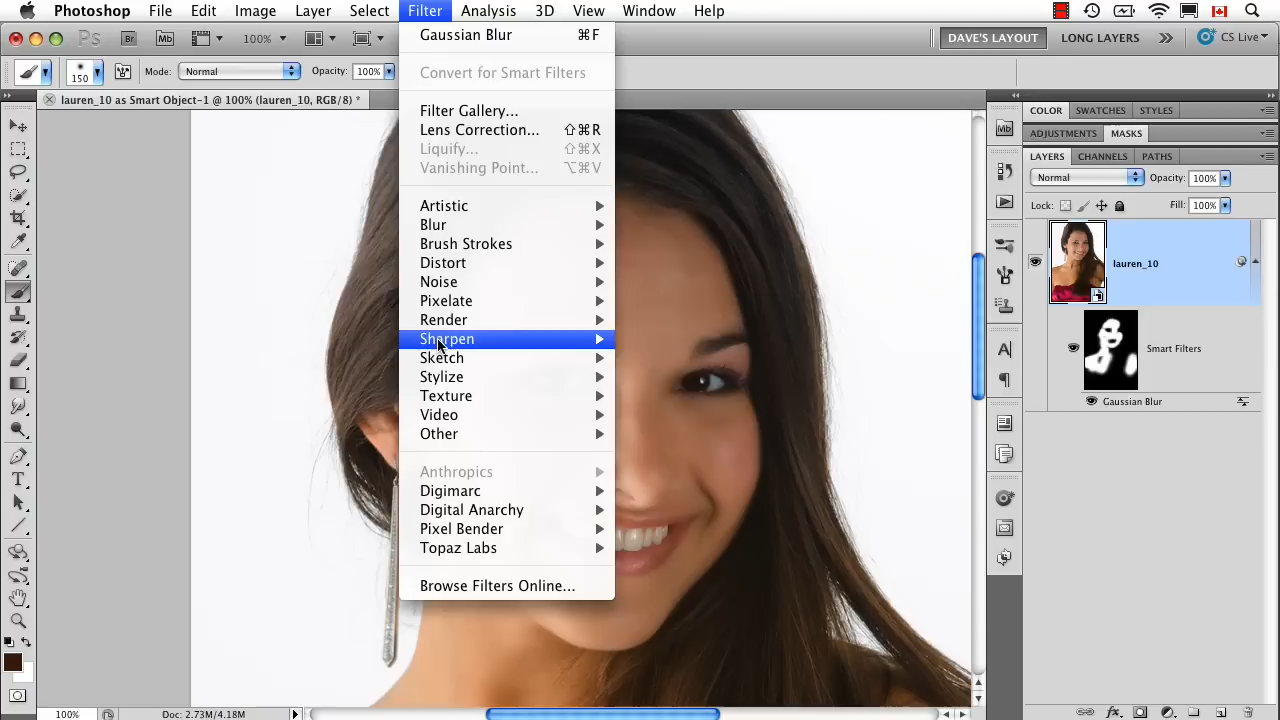 Photoshop File Edit Image Layer Select Filter Analysis 3D View Window Help
Ps Br Mb 100% DAVE'S LAYOUT LONG LAYERS CS Live
150 Mode: Normal Opacity: 100%
lauren_10 as Smart Object-1 @ 100% (lauren_10, RGB/8) *
Gaussian Blur ⌘F
Convert for Smart Filters
Filter Gallery...
Lens Correction... ⇧⌘R
Liquify... ⇧⌘X
Vanishing Point... ⌥⌘V
Artistic
Blur
Brush Strokes
Distort
Noise
Pixelate
Render
Sharpen
Sketch
Stylize
Texture
Video
Other
Anthropics
Digimarc
Digital Anarchy
Pixel Bender
Topaz Labs
Browse Filters Online...
Mb
COLOR SWATCHES STYLES
ADJUSTMENTS MASKS
LAYERS CHANNELS PATHS
Normal Opacity: 100%
Lock: Fill: 100%
lauren_10
Smart Filters
Gaussian Blur
100% Doc: 2.73M/4.18M